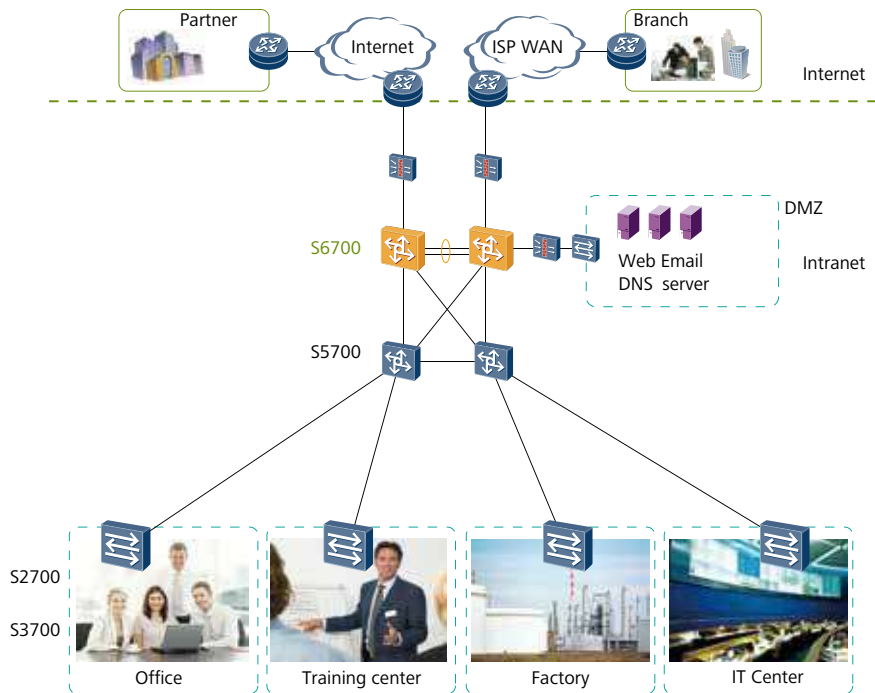 Partner
Internet
ISP WAN
Branch
Internet
DMZ
S6700
Web Email
DNS server
Intranet
S5700
S2700
S3700
Office
Training center
Factory
IT Center